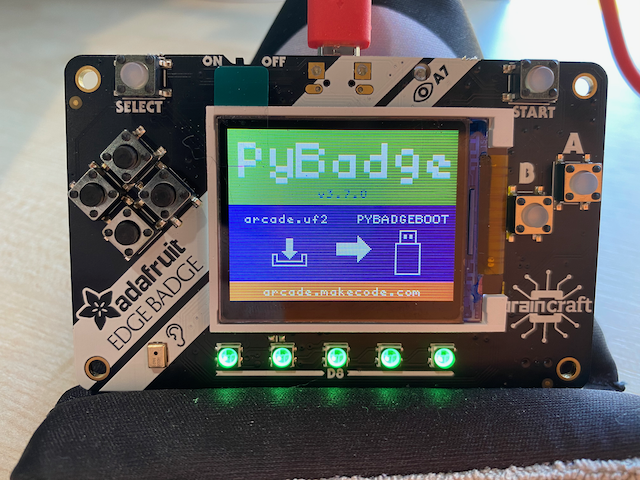 ON OFF
SELECT
A7
START
PyBadge
v3.7.0
arcade.uf2 PYBADGEBOOT
arcade.makecode.com
A
B
adafruit
EDGE BADGE
braincraft
D8